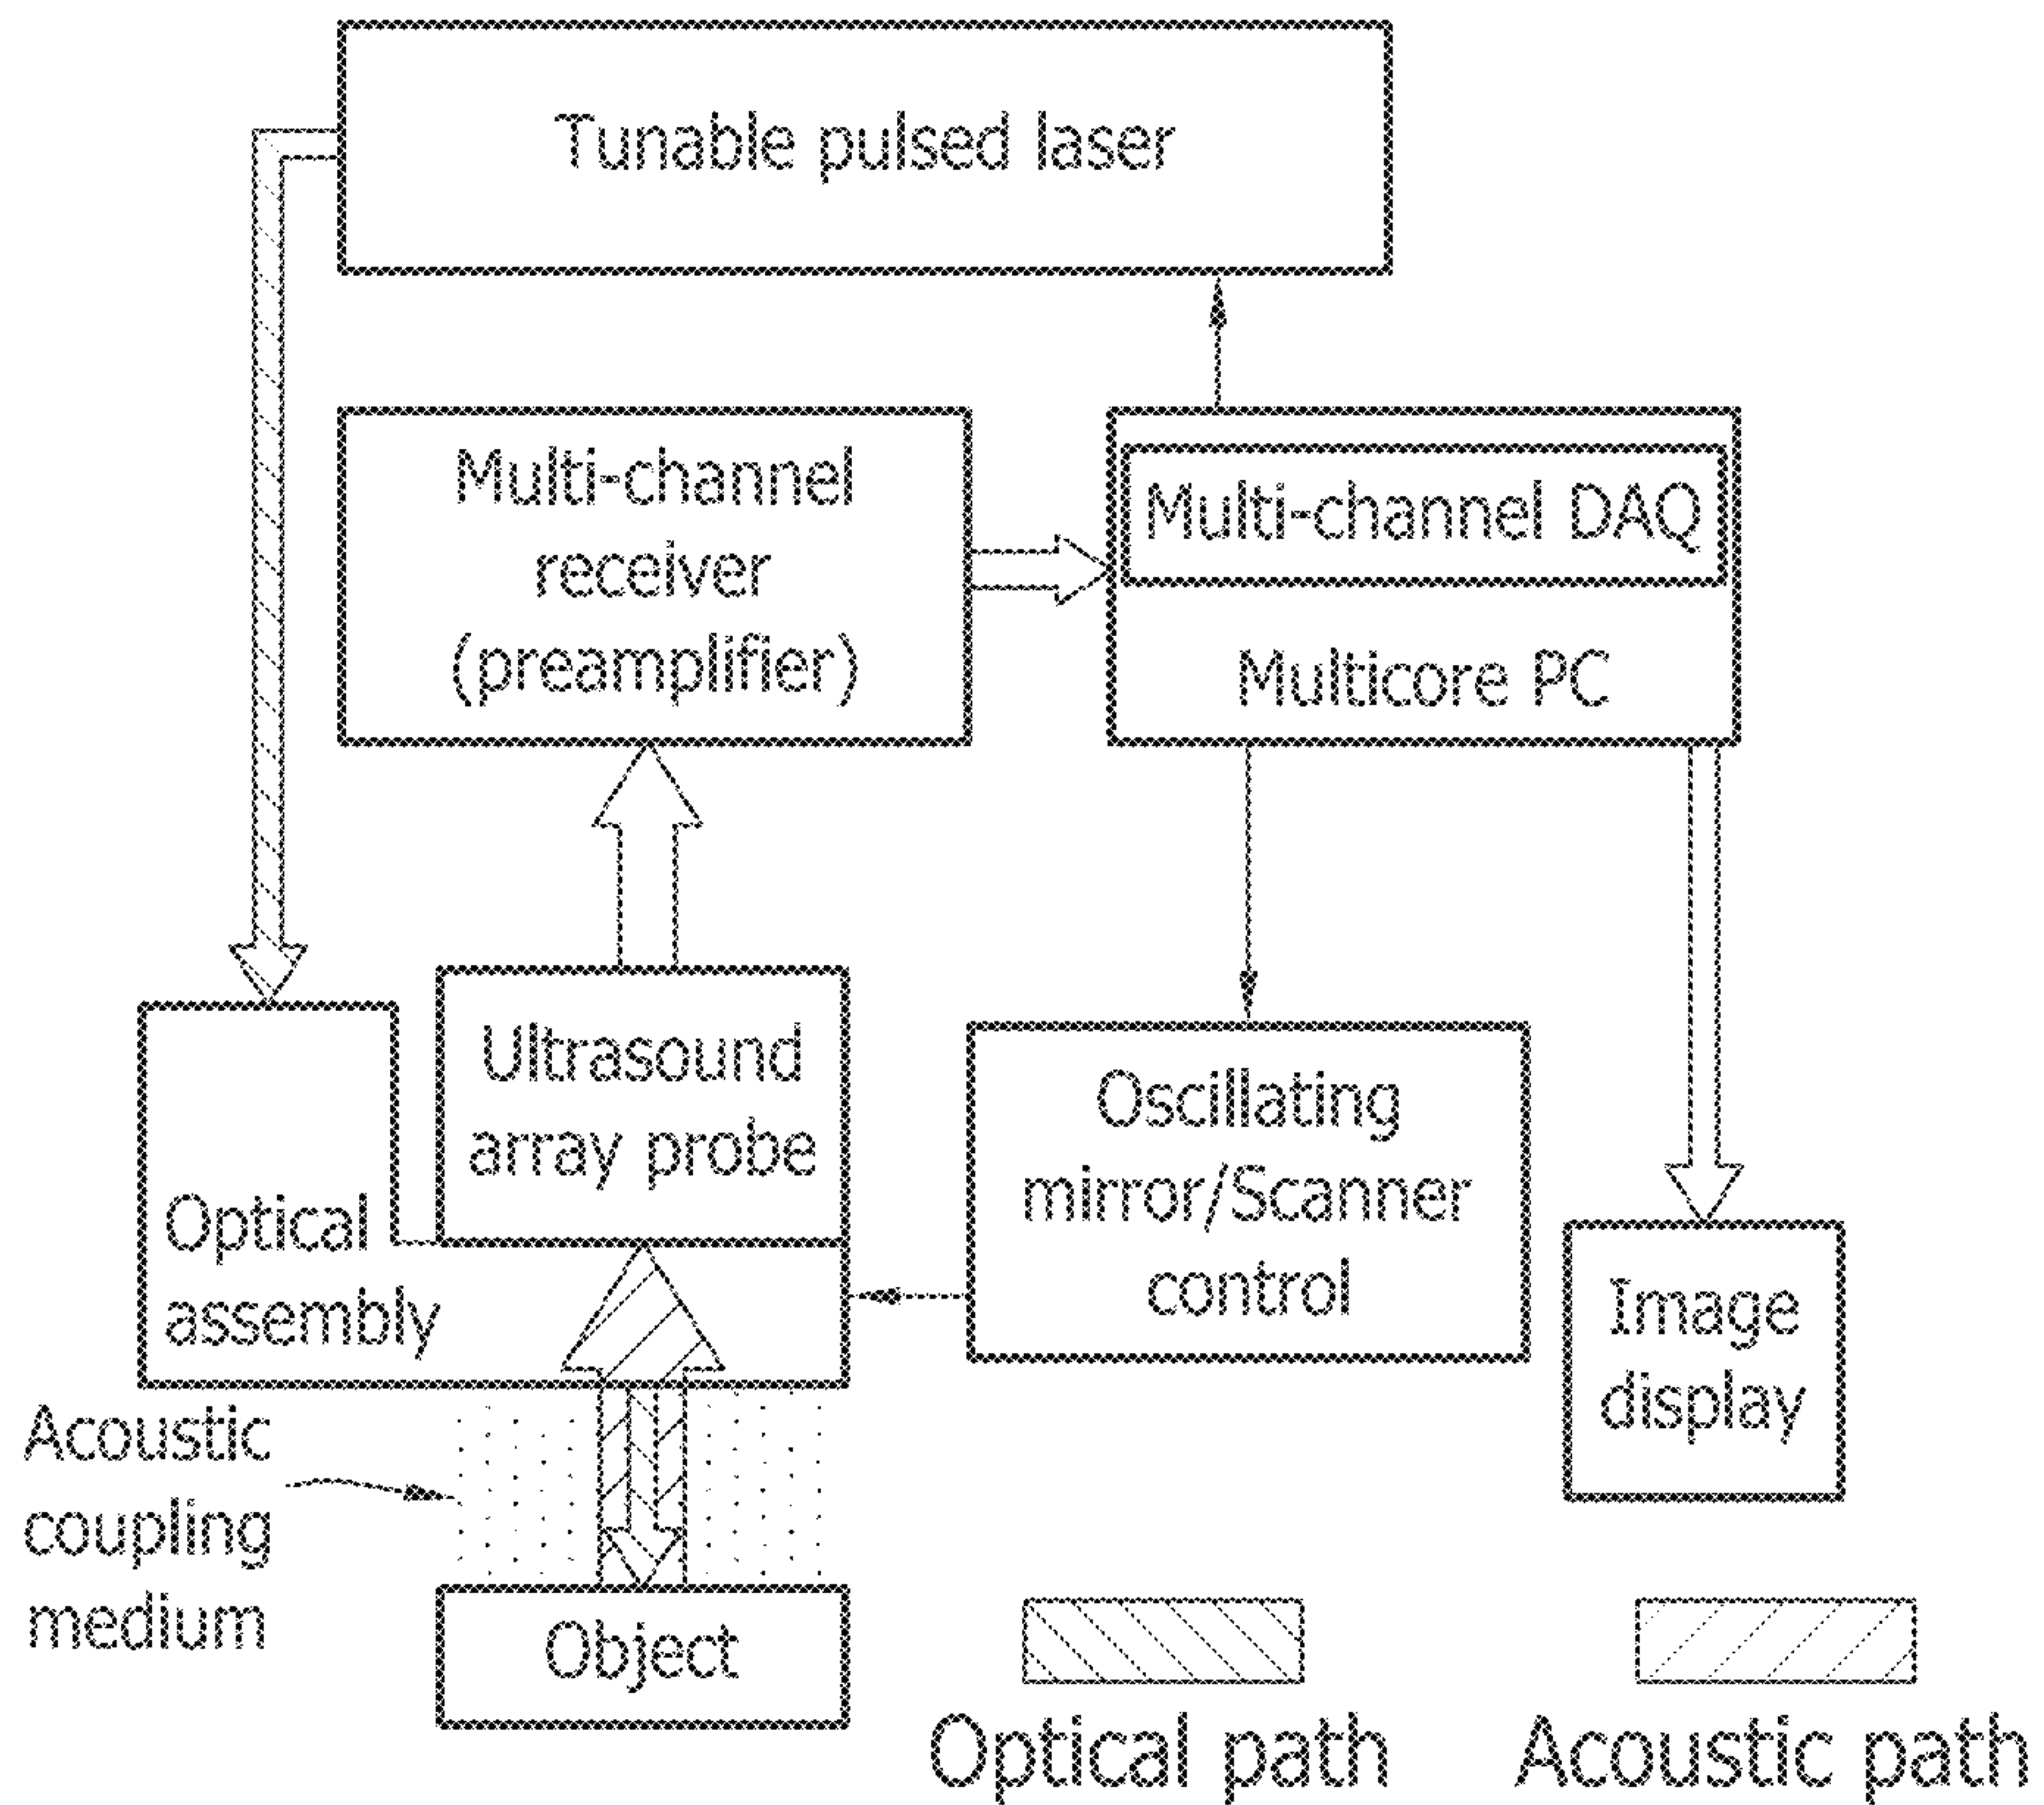 Tunable pulsed laser
Multi-channel
receiver
(preamplifier)
Multi-channel DAQ
Multicore PC
Ultrasound
array probe
Optical
assembly
Oscillating
mirror/Scanner
control
Image
display
Acoustic
coupling
medium
Object
Optical path
Acoustic path